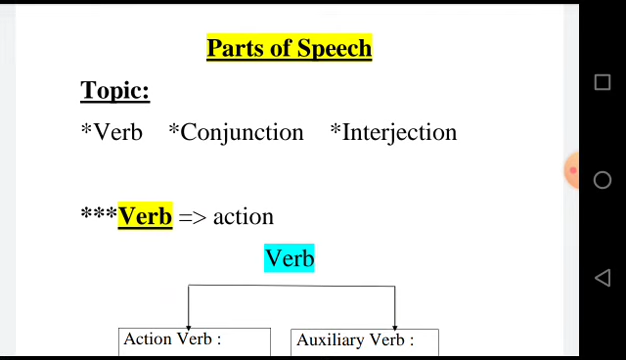 Parts of Speech
Topic:
*Verb *Conjunction *Interjection
***Verb => action
Verb
Action Verb : Auxiliary Verb :